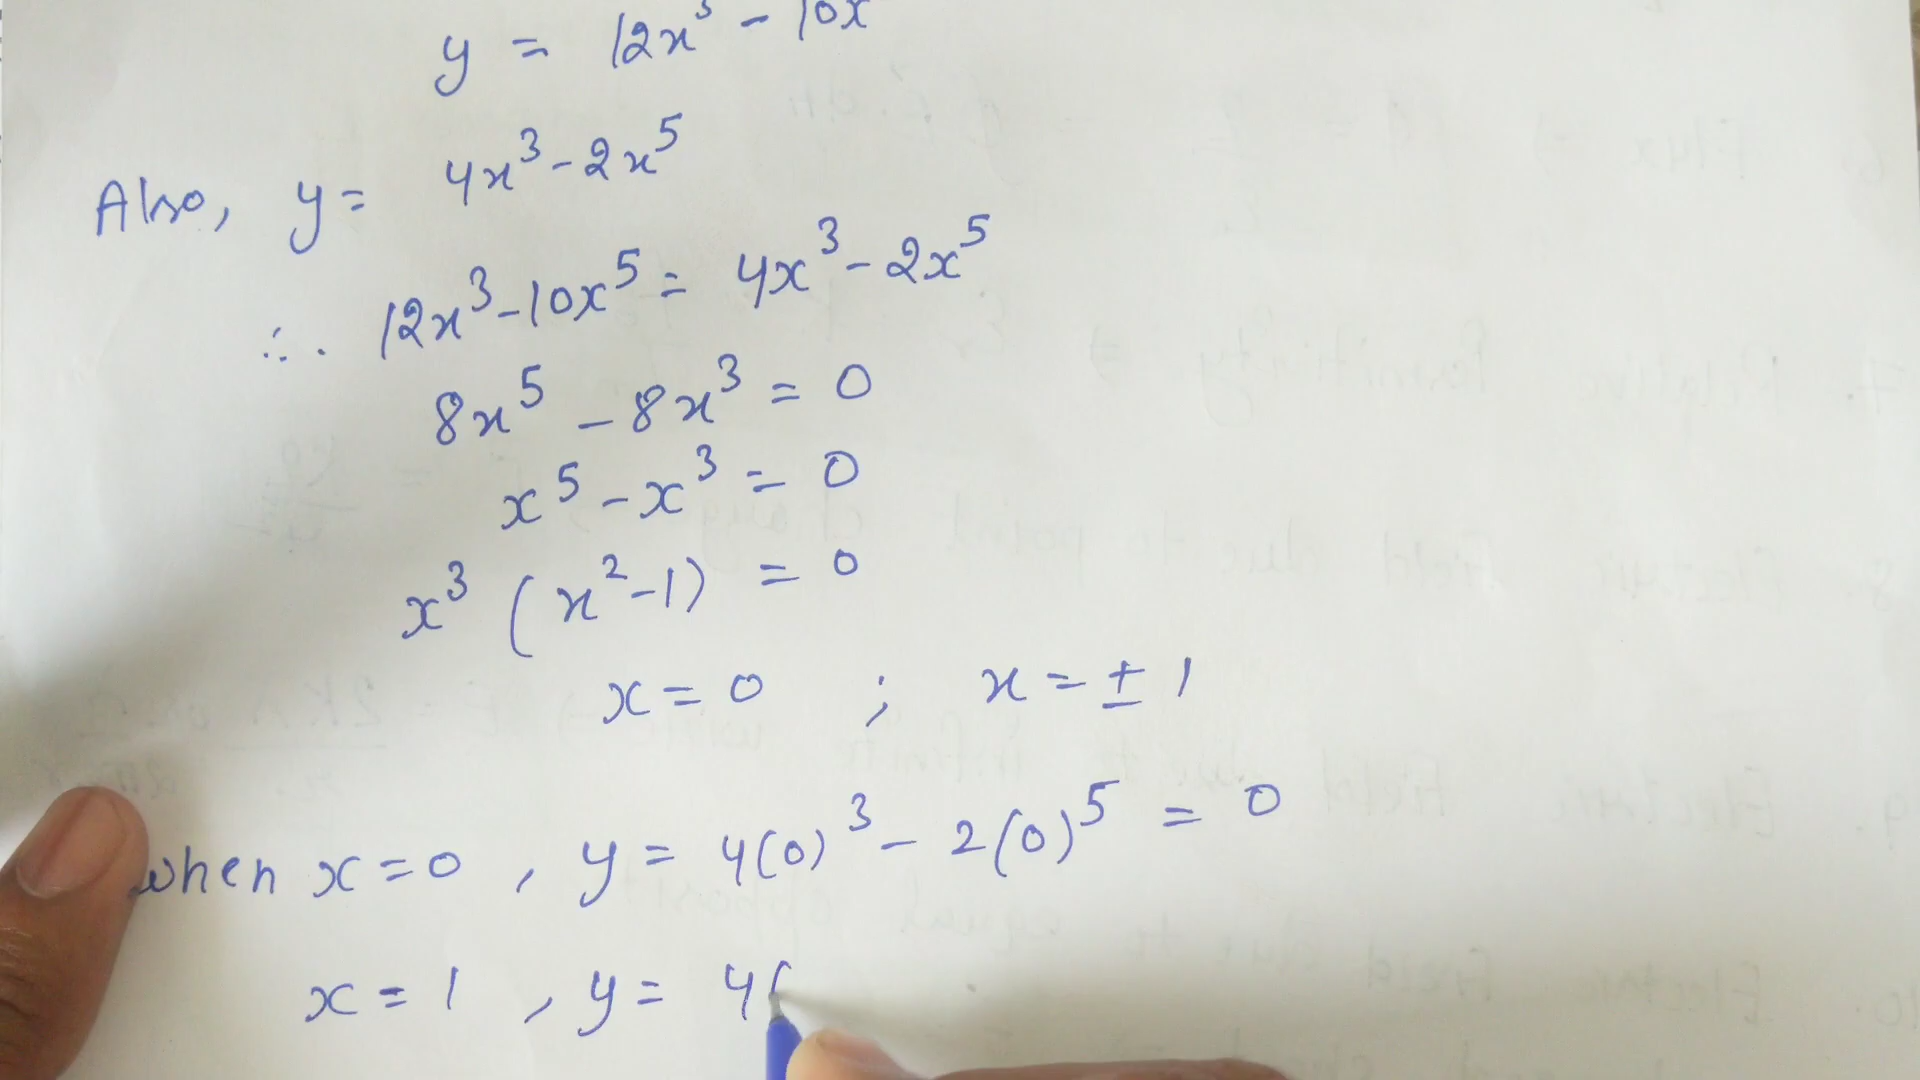 y = 12x³ - 10x
Also, y = 4x³ - 2x⁵
∴ 12x³ - 10x⁵ = 4x³ - 2x⁵
8x⁵ - 8x³ = 0
x⁵ - x³ = 0
x³ (x² - 1) = 0
x = 0 ; x = ± 1
when x = 0 , y = 4(0)³ - 2(0)⁵ = 0
x = 1 , y = 4(